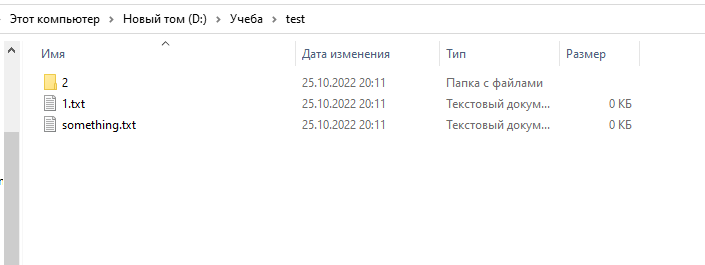 Этот компьютер > Новый том (D:) > Учеба > test
Имя Дата изменения Тип Размер
2 25.10.2022 20:11 Папка с файлами
1.txt 25.10.2022 20:11 Текстовый докум... 0 КБ
something.txt 25.10.2022 20:11 Текстовый докум... 0 КБ